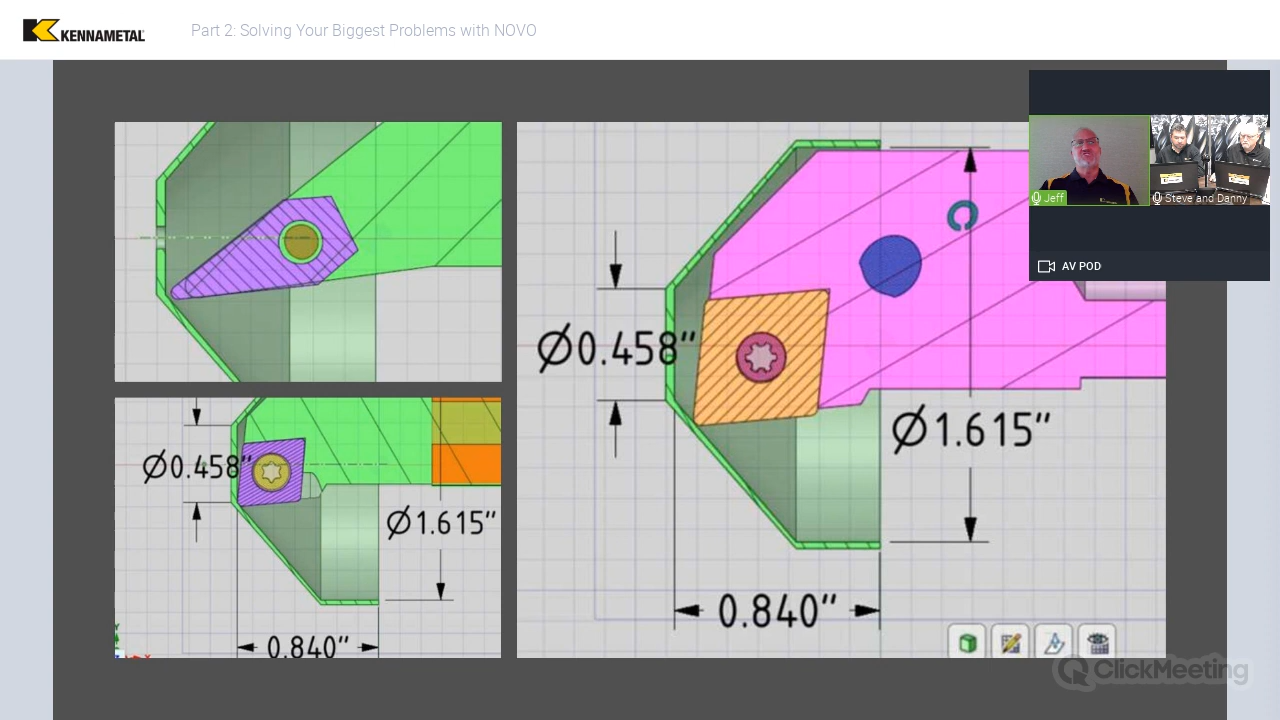 KENNAMETAL
Part 2: Solving Your Biggest Problems with NOVO
Jeff
Steve and Danny
AV POD
Ø0.458”
Ø1.615”
0.840”
Ø0.458”
Ø1.615”
0.840”
ClickMeeting